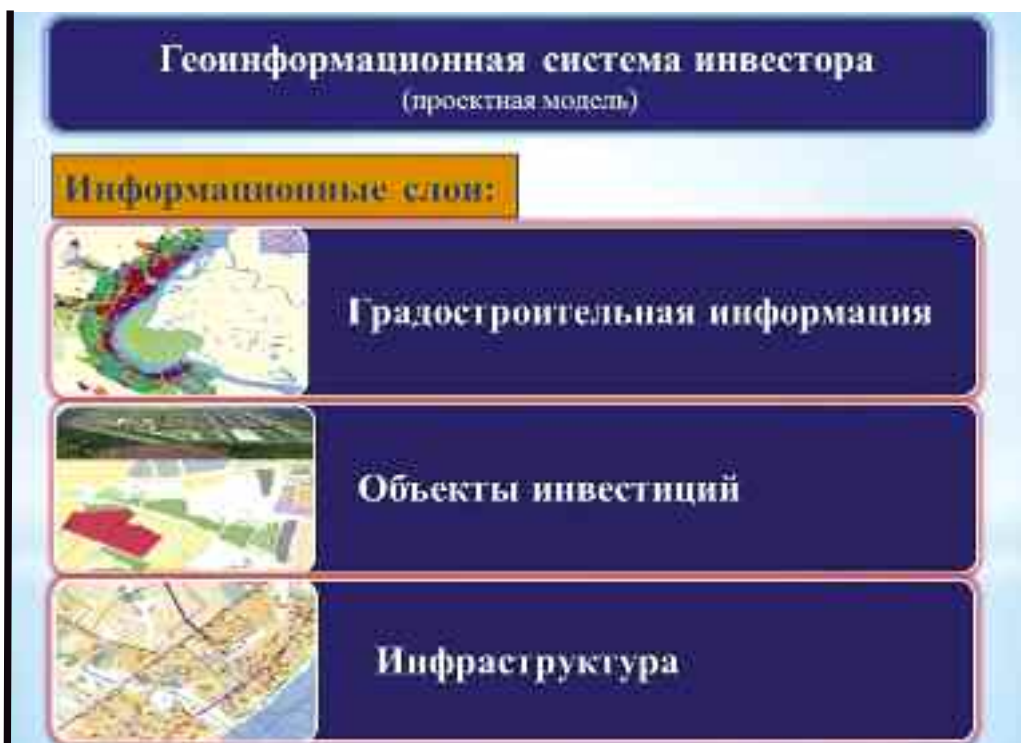 Геоинформационная система инвестора
(проектная модель)
Информационные слои:
Градостроительная информация
Объекты инвестиций
Инфраструктура